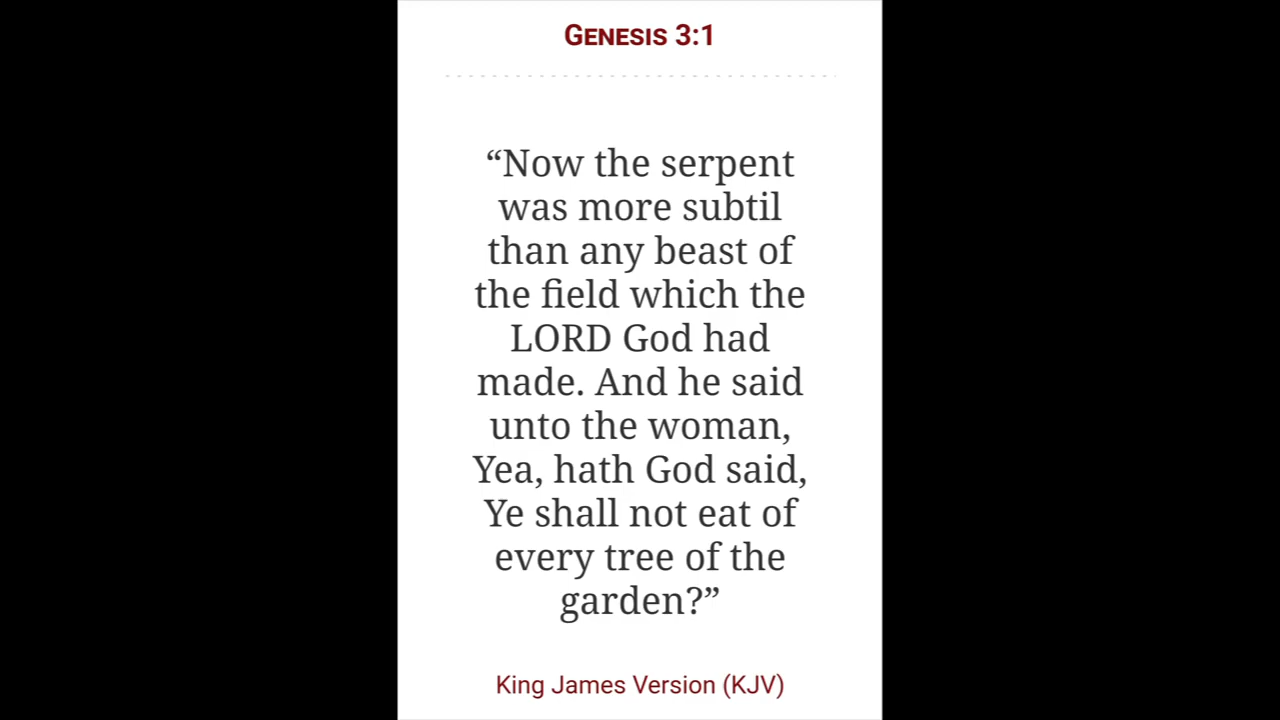 Genesis 3:1
“Now the serpent
was more subtil
than any beast of
the field which the
LORD God had
made. And he said
unto the woman,
Yea, hath God said,
Ye shall not eat of
every tree of the
garden?”
King James Version (KJV)